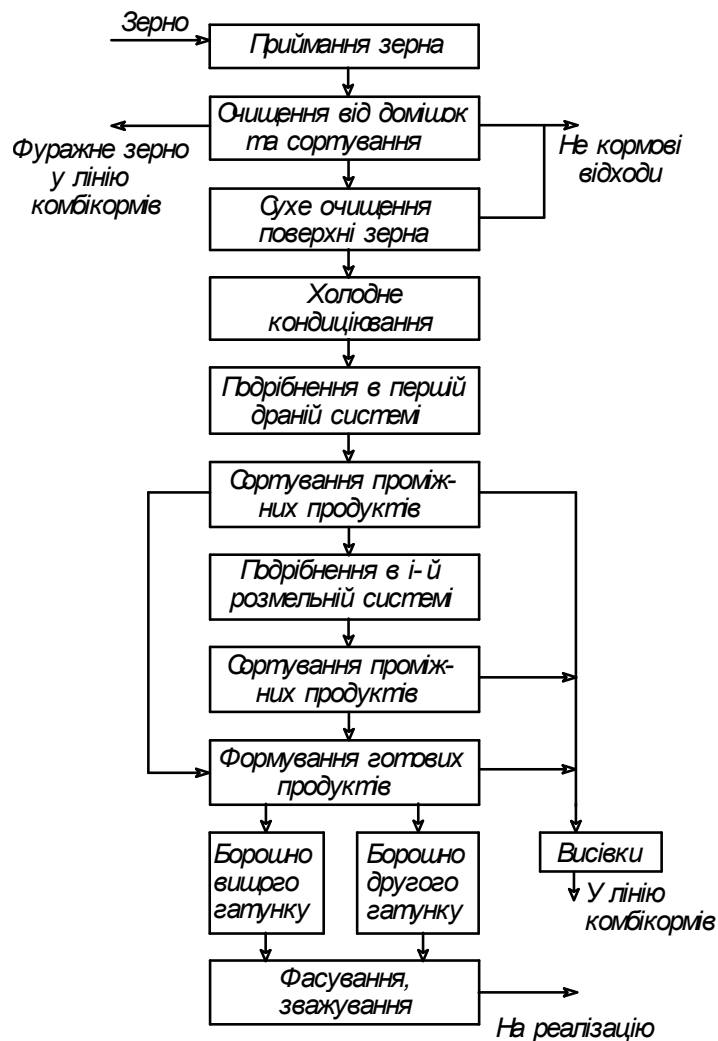 Зерно
Приймання зерна
Очищення від домішок
та сортування
Фуражне зерно
у лінію
комбікормів
Не кормові
відходи
Сухе очищення
поверхні зерна
Холодне
кондиціювання
Подрібнення в першій
драній системі
Сортування проміж-
них продуктів
Подрібнення в і-й
розмельній системі
Сортування проміж-
них продуктів
Формування готових
продуктів
Борошно
вищого
гатунку
Борошно
другого
гатунку
Висівки
У лінію
комбікормів
Фасування,
зважування
На реалізацію